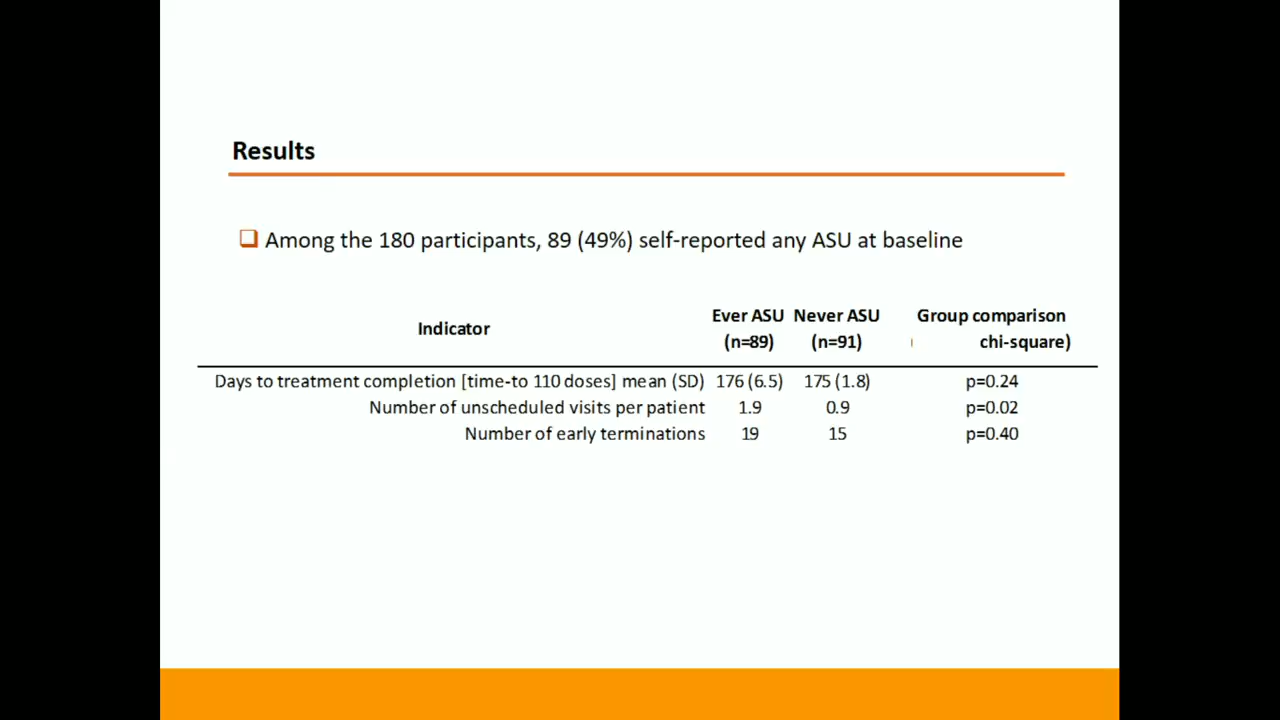 Results
Among the 180 participants, 89 (49%) self-reported any ASU at baseline
Indicator Ever ASU (n=89) Never ASU (n=91) Group comparison chi-square)
Days to treatment completion [time-to 110 doses] mean (SD) 176 (6.5) 175 (1.8) p=0.24
Number of unscheduled visits per patient 1.9 0.9 p=0.02
Number of early terminations 19 15 p=0.40